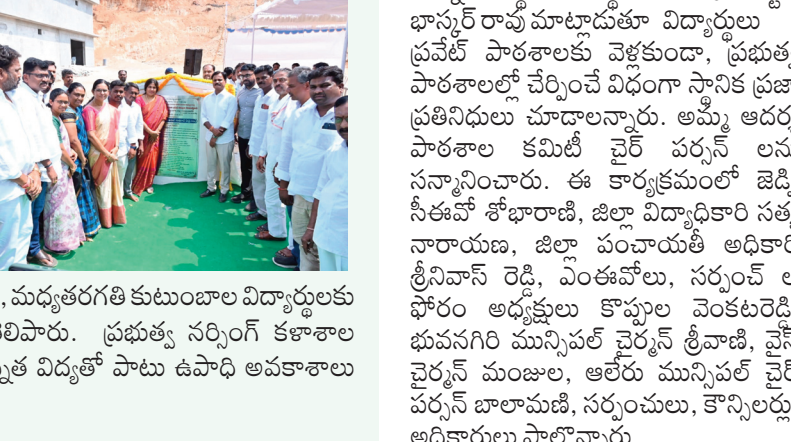 , మధ్యతరగతి కుటుంబాల విద్యార్థులకు
ప్రభుత్వ నర్సింగ్ కళాశాల
విద్యతో పాటు ఉపాధి అవకాశాలు
భాస్కర్ రావు మాట్లాడుతూ విద్యార్థులు
ప్రవేట్ పాఠశాలకు వెళ్లకుండా, ప్రభుత్వ
పాఠశాలల్లో చేర్పించే విధంగా స్థానిక ప్రజా
ప్రతినిధులు చూడాలన్నారు. అమ్మ ఆదర్శ
పాఠశాల కమిటీ చైర్ పర్సన్ లను
సన్మానించారు. ఈ కార్యక్రమంలో జెడ్పి
సీఈవో శోభారాణి, జిల్లా విద్యాధికారి సత్య
నారాయణ, జిల్లా పంచాయతీ అధికారి
శ్రీనివాస్ రెడ్డి, ఎంఈవోలు, సర్పంచ్ ల
ఫోరం అధ్యక్షులు కొప్పుల వెంకటరెడ్డి,
భువనగిరి మున్సిపల్ చైర్మన్ శ్రీవాణి, వైస్
చైర్మన్ మంజుల, ఆలేరు మున్సిపల్ చైర్
పర్సన్ బాలామణి, సర్పంచులు, కౌన్సిలర్లు
అధికారులు పాల్గొన్నారు